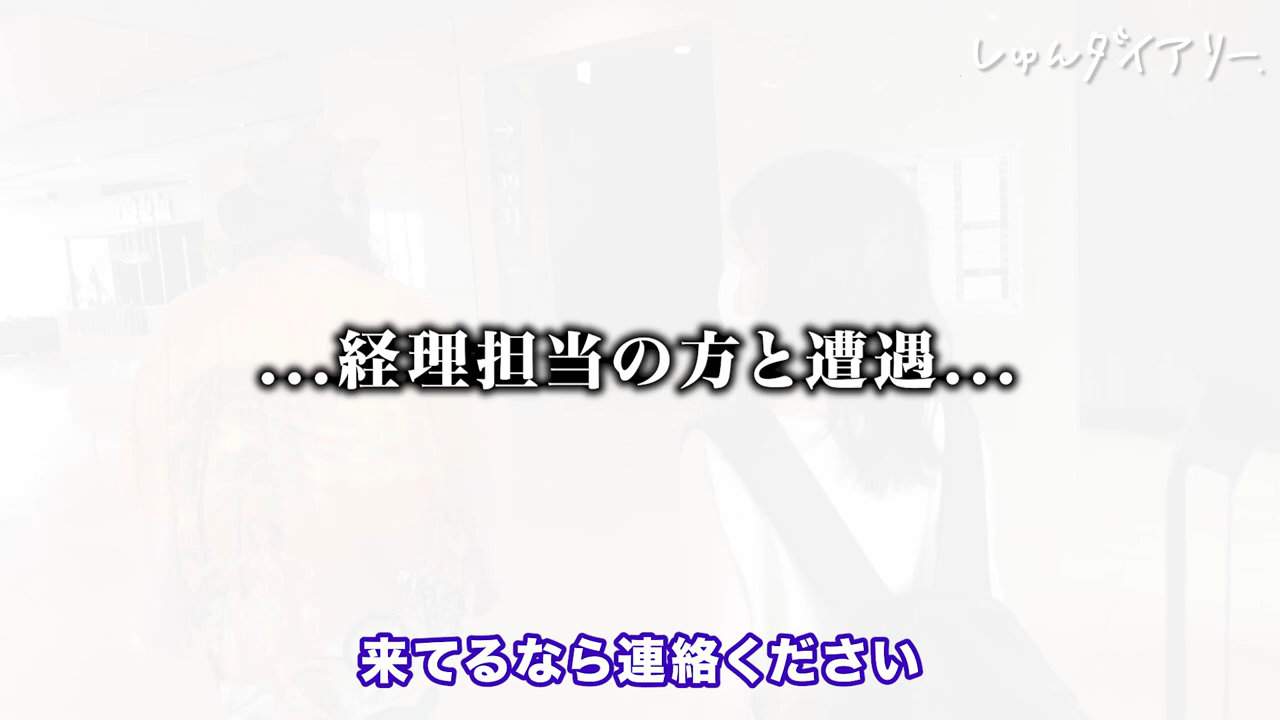 しゅんダイアリー.
…経理担当の方と遭遇…
来てるなら連絡ください